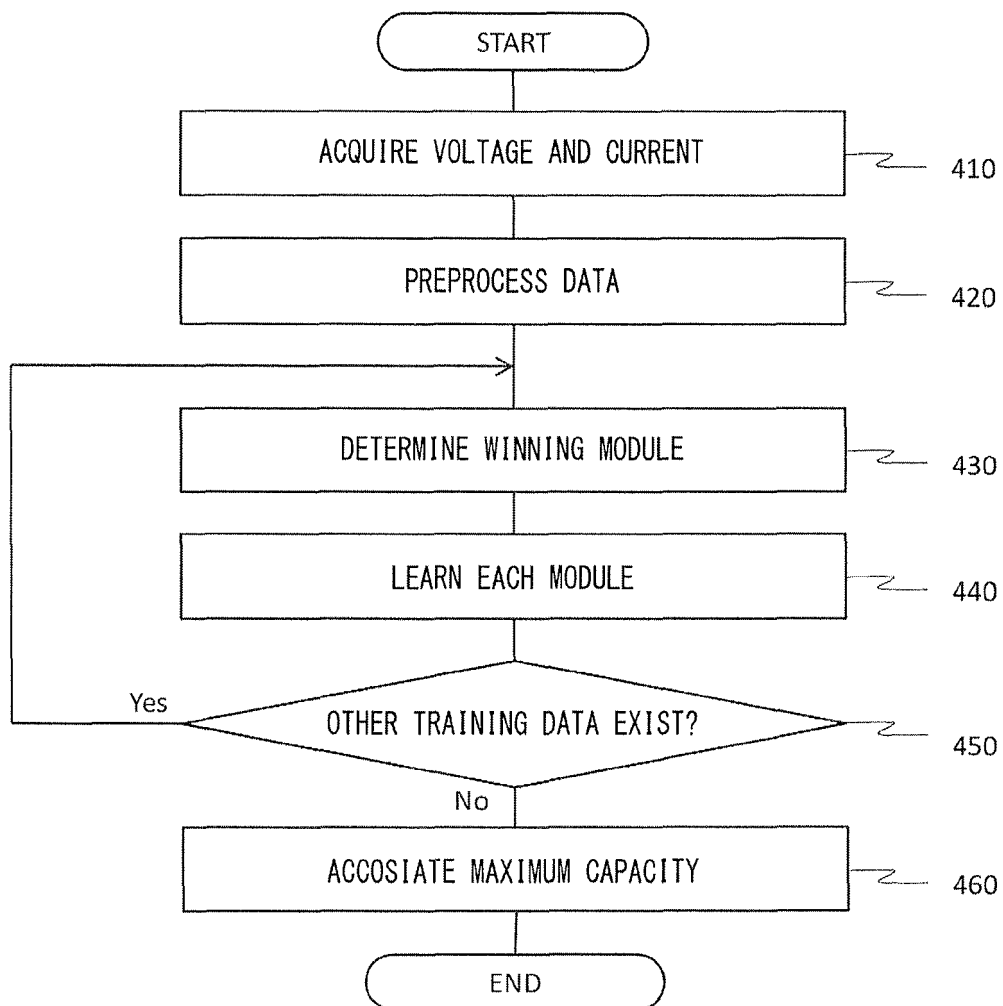 START
ACQUIRE VOLTAGE AND CURRENT
410
PREPROCESS DATA
420
DETERMINE WINNING MODULE
430
LEARN EACH MODULE
440
Yes
OTHER TRAINING DATA EXIST?
450
No
ACCOSIATE MAXIMUM CAPACITY
460
END